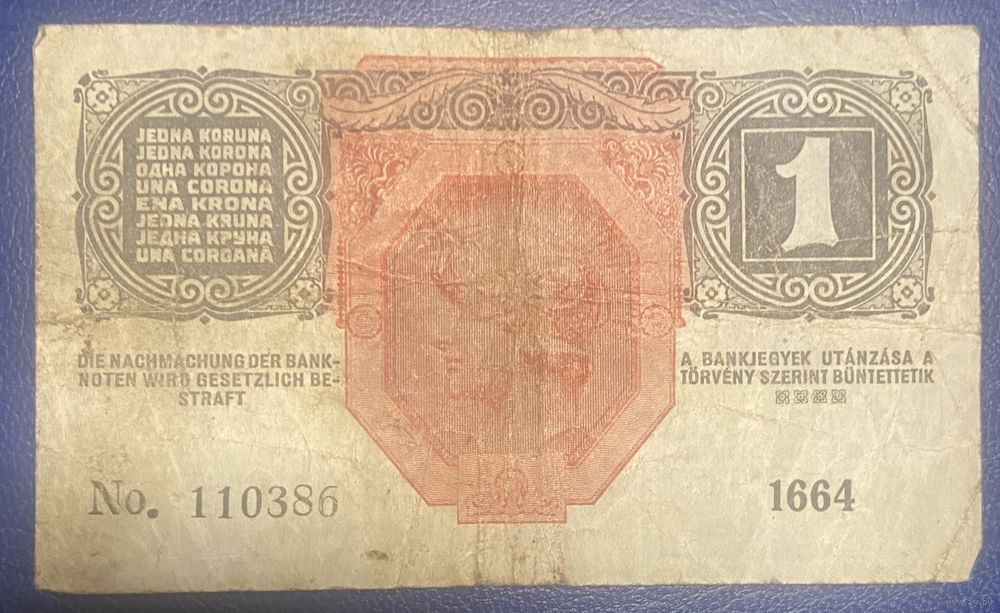 JEDNA KORUNA
JEDNA KORONA
ОДНА КОРОНА
UNA CORONA
ENA KRONA
JEDNA KRUNA
ЈЕДНА КРУНА
UNA COROANĂ
1
DIE NACHMACHUNG DER BANK-
NOTEN WIRD GESETZLICH BE-
STRAFT
A BANKJEGYEK UTÁNZÁSA A
TÖRVÉNY SZERINT BÜNTETTETIK
No. 110386
1664